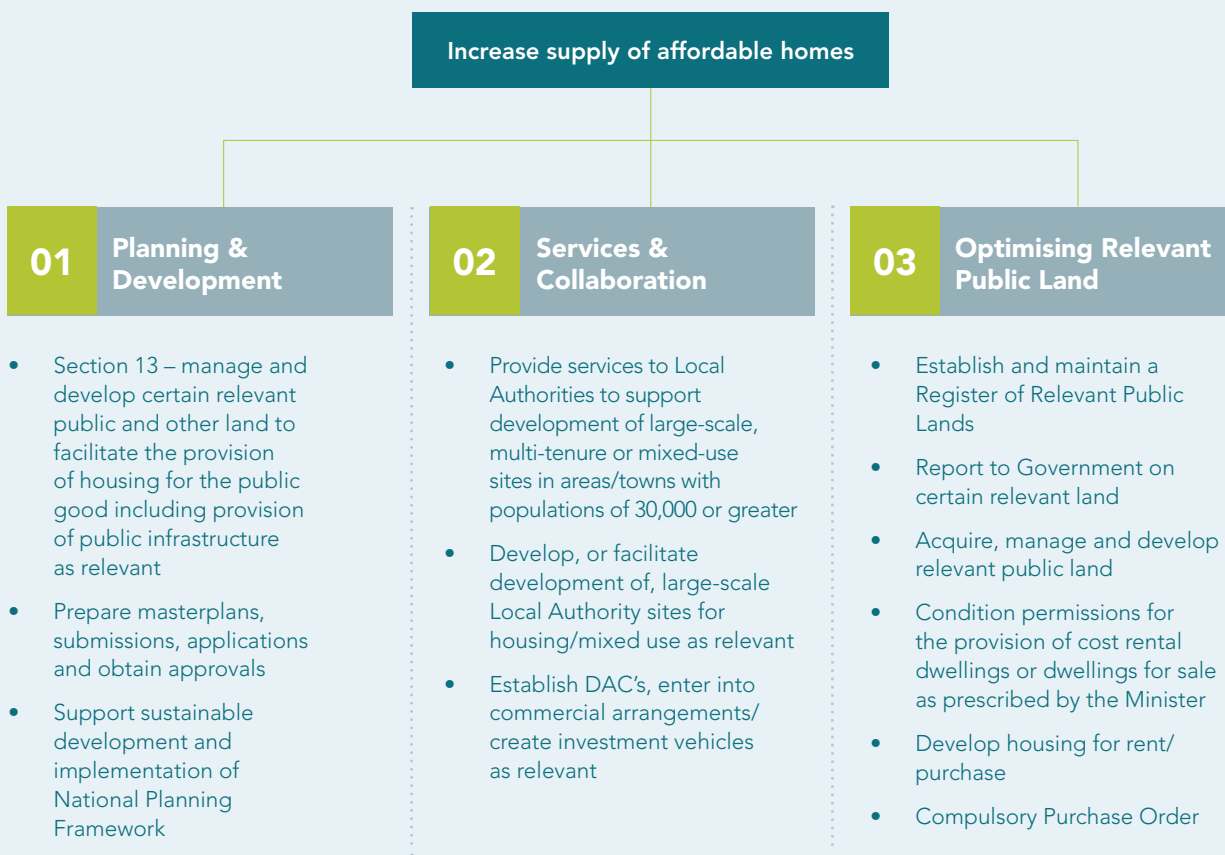 Increase supply of affordable homes
01
Planning &
Development
• Section 13 – manage and
develop certain relevant
public and other land to
facilitate the provision
of housing for the public
good including provision
of public infrastructure
as relevant
• Prepare masterplans,
submissions, applications
and obtain approvals
• Support sustainable
development and
implementation of
National Planning
Framework
02
Services &
Collaboration
• Provide services to Local
Authorities to support
development of large-scale,
multi-tenure or mixed-use
sites in areas/towns with
populations of 30,000 or greater
• Develop, or facilitate
development of, large-scale
Local Authority sites for
housing/mixed use as relevant
• Establish DAC's, enter into
commercial arrangements/
create investment vehicles
as relevant
03
Optimising Relevant
Public Land
• Establish and maintain a
Register of Relevant Public
Lands
• Report to Government on
certain relevant land
• Acquire, manage and develop
relevant public land
• Condition permissions for
the provision of cost rental
dwellings or dwellings for sale
as prescribed by the Minister
• Develop housing for rent/
purchase
• Compulsory Purchase Order